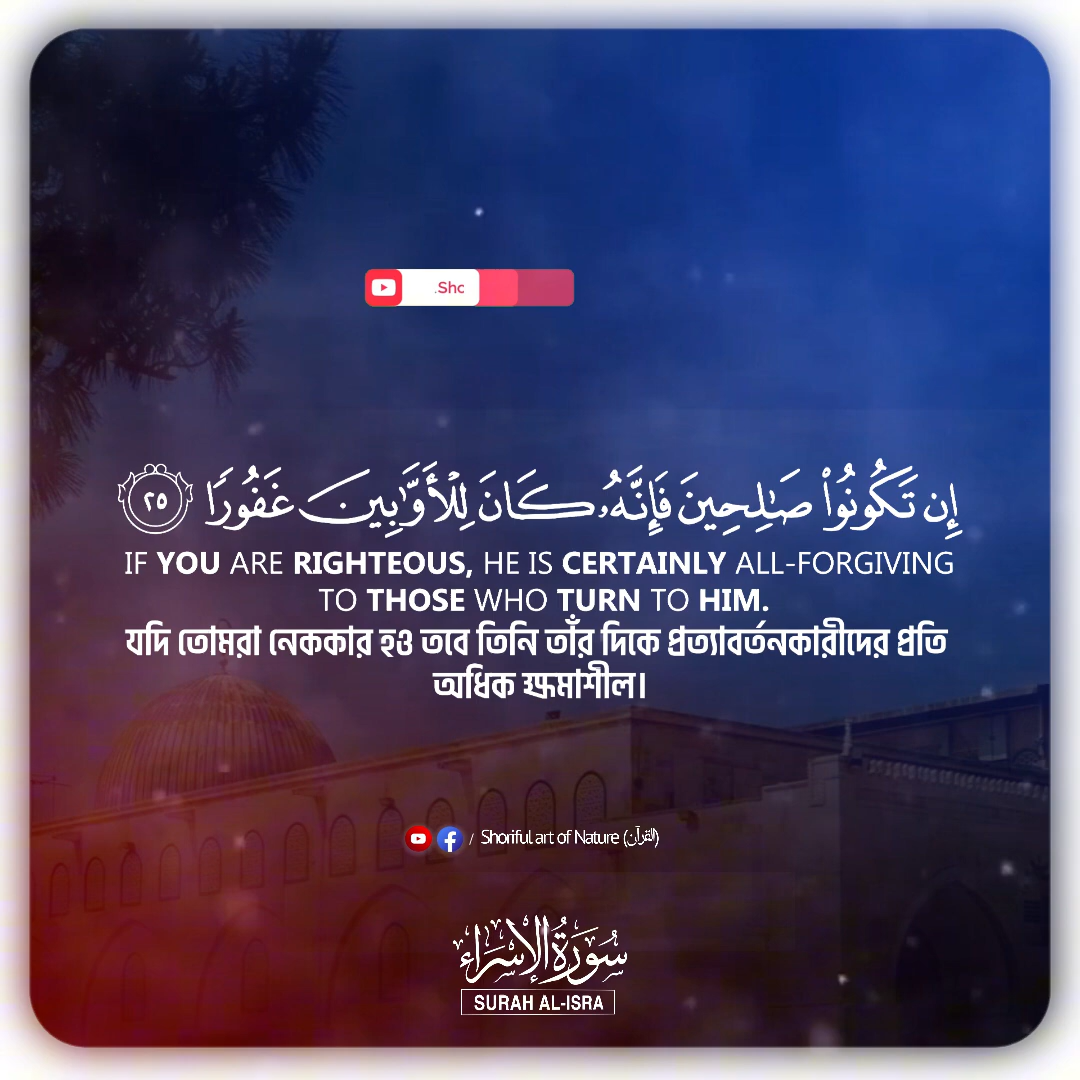 .Shc
إِن تَكُونُوا۟ صَـٰلِحِينَ فَإِنَّهُۥ كَانَ لِلْأَوَّٰبِينَ غَفُورًا ٢٥
IF YOU ARE RIGHTEOUS, HE IS CERTAINLY ALL-FORGIVING
TO THOSE WHO TURN TO HIM.
যদি তোমরা নেককার হও তবে তিনি তাঁর দিকে প্রত্যাবর্তনকারীদের প্রতি
অধিক ক্ষমাশীল।
/ Shoriful art of Nature (القرآن)
سُورَةُ الْإِسْرَاء
SURAH AL-ISRA